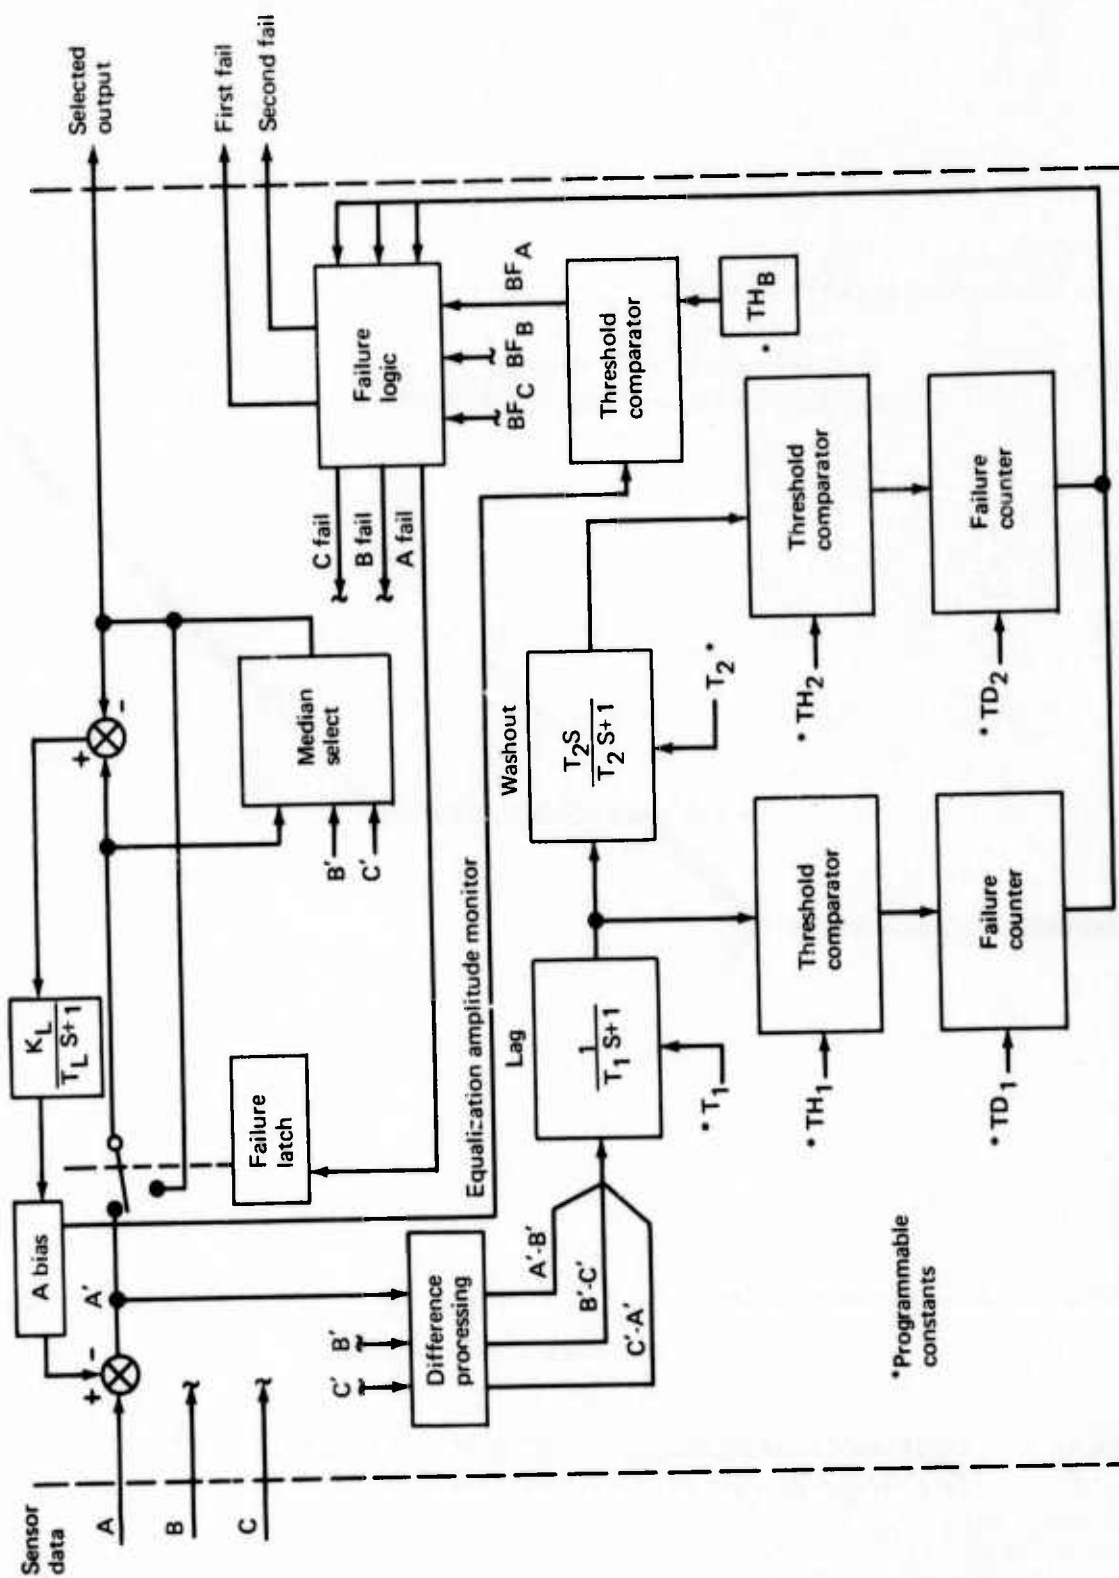 Sensor
data
A
B
C
+
-
A'
A bias
K_L
T_L S+1
+
-
Selected
output
First fail
Second fail
Median
select
B'
C'
Failure
latch
C fail
B fail
A fail
Failure
logic
BF_C
BF_B
BF_A
Equalization amplitude monitor
Threshold
comparator
* TH_B
C'
B'
Difference
processing
A'-B'
B'-C'
C'-A'
Lag
1
T_1 S+1
* T_1
Washout
T_2 S
T_2 S+1
T_2 *
* TH_1
Threshold
comparator
* TD_1
Failure
counter
* TH_2
Threshold
comparator
* TD_2
Failure
counter
*Programmable
constants